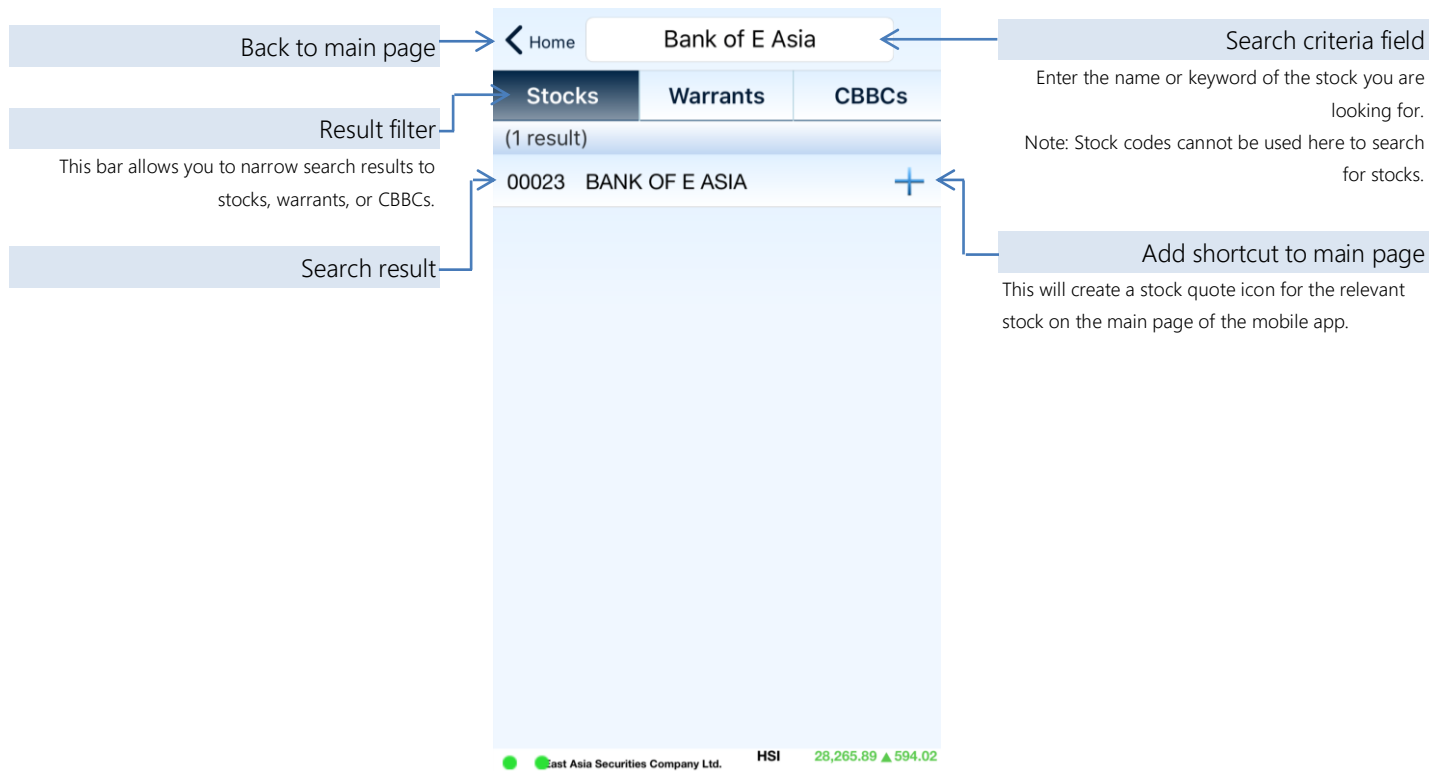 Back to main page
Home
Bank of E Asia
Search criteria field
Enter the name or keyword of the stock you are
looking for.
Note: Stock codes cannot be used here to search
for stocks.
Stocks
Warrants
CBBCs
Result filter
This bar allows you to narrow search results to
stocks, warrants, or CBBCs.
(1 result)
00023 BANK OF E ASIA
Search result
Add shortcut to main page
This will create a stock quote icon for the relevant
stock on the main page of the mobile app.
East Asia Securities Company Ltd. HSI 28,265.89 ▲ 594.02